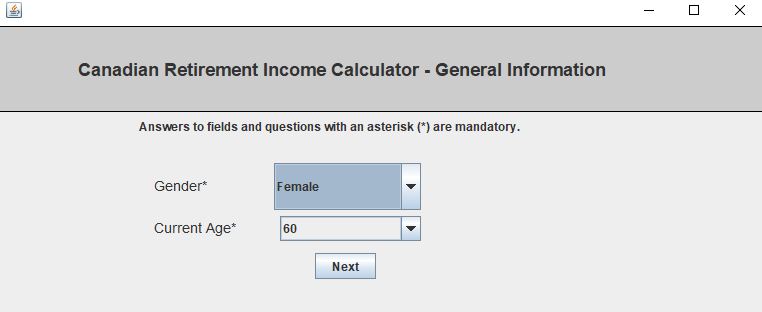 Canadian Retirement Income Calculator - General Information
Answers to fields and questions with an asterisk (*) are mandatory.
Gender*
Female
Current Age*
60
Next